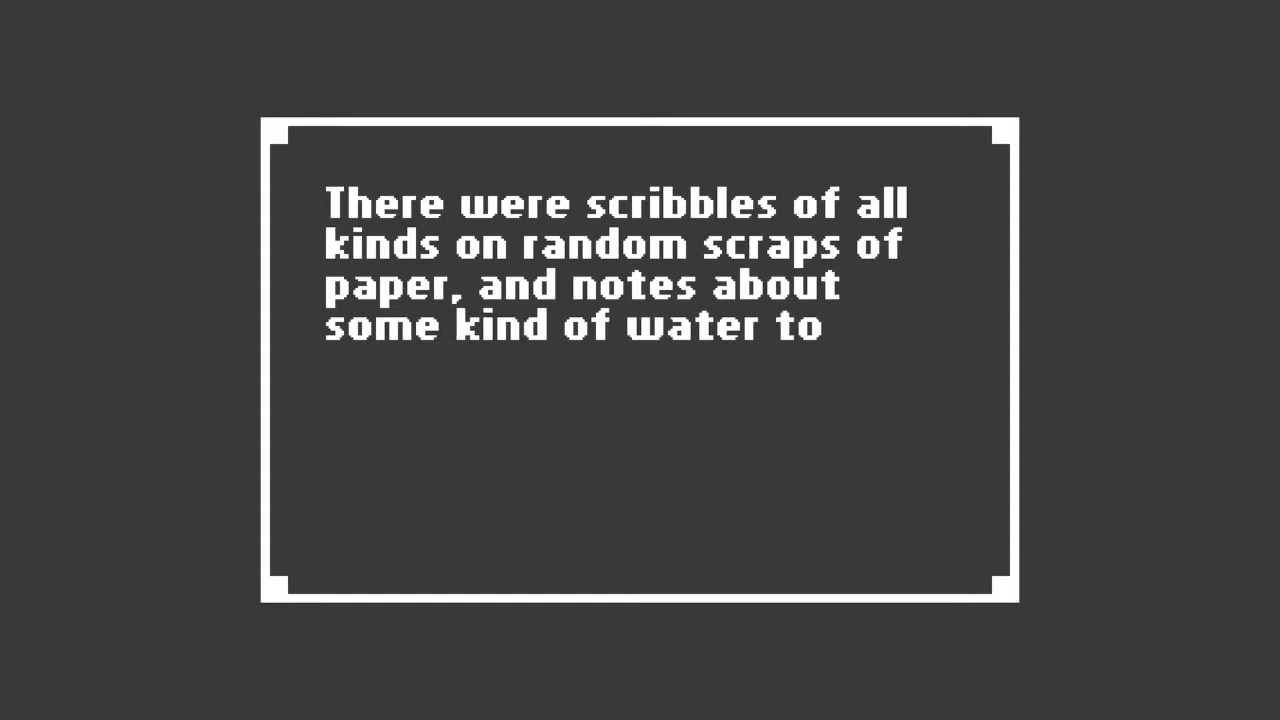 There were scribbles of all
kinds on random scraps of
paper, and notes about
some kind of water to